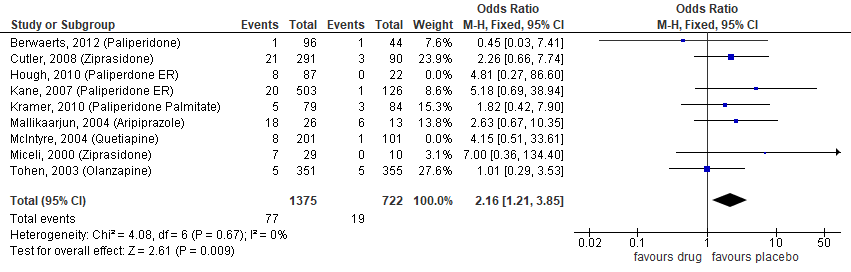 Odds Ratio Odds Ratio
Study or Subgroup Events Total Events Total Weight M-H, Fixed, 95% CI M-H, Fixed, 95% CI
Berwaerts, 2012 (Paliperidone) 1 96 1 44 7.6% 0.45 [0.03, 7.41]
Cutler, 2008 (Ziprasidone) 21 291 3 90 23.9% 2.26 [0.66, 7.74]
Hough, 2010 (Paliperidone ER) 8 87 0 22 4.81 [0.27, 86.60]
Kane, 2007 (Paliperidone ER) 20 503 1 126 5.18 [0.69, 38.94]
Kramer, 2010 (Paliperidone Palmitate) 5 79 3 84 1.82 [0.42, 7.90]
Mallikaarjun, 2004 (Aripiprazole) 18 26 6 13 2.63 [0.67, 10.35]
McIntyre, 2004 (Quetiapine) 8 201 1 101 4.15 [0.51, 33.61]
Miceli, 2000 (Ziprasidone) 7 29 0 10 3.1% 7.00 [0.36, 134.40]
Tohen, 2003 (Olanzapine) 5 351 5 355 27.6% 1.01 [0.29, 3.53]
Total (95% CI) 1375 722 100.0% 2.16 [1.21, 3.85]
Total events 77 19
Heterogeneity: Chi² = 4.08, df = 6 (P = 0.67); I² = 0%
Test for overall effect: Z = 2.61 (P = 0.009)
0.02 0.1 1 10 50
favours drug favours placebo